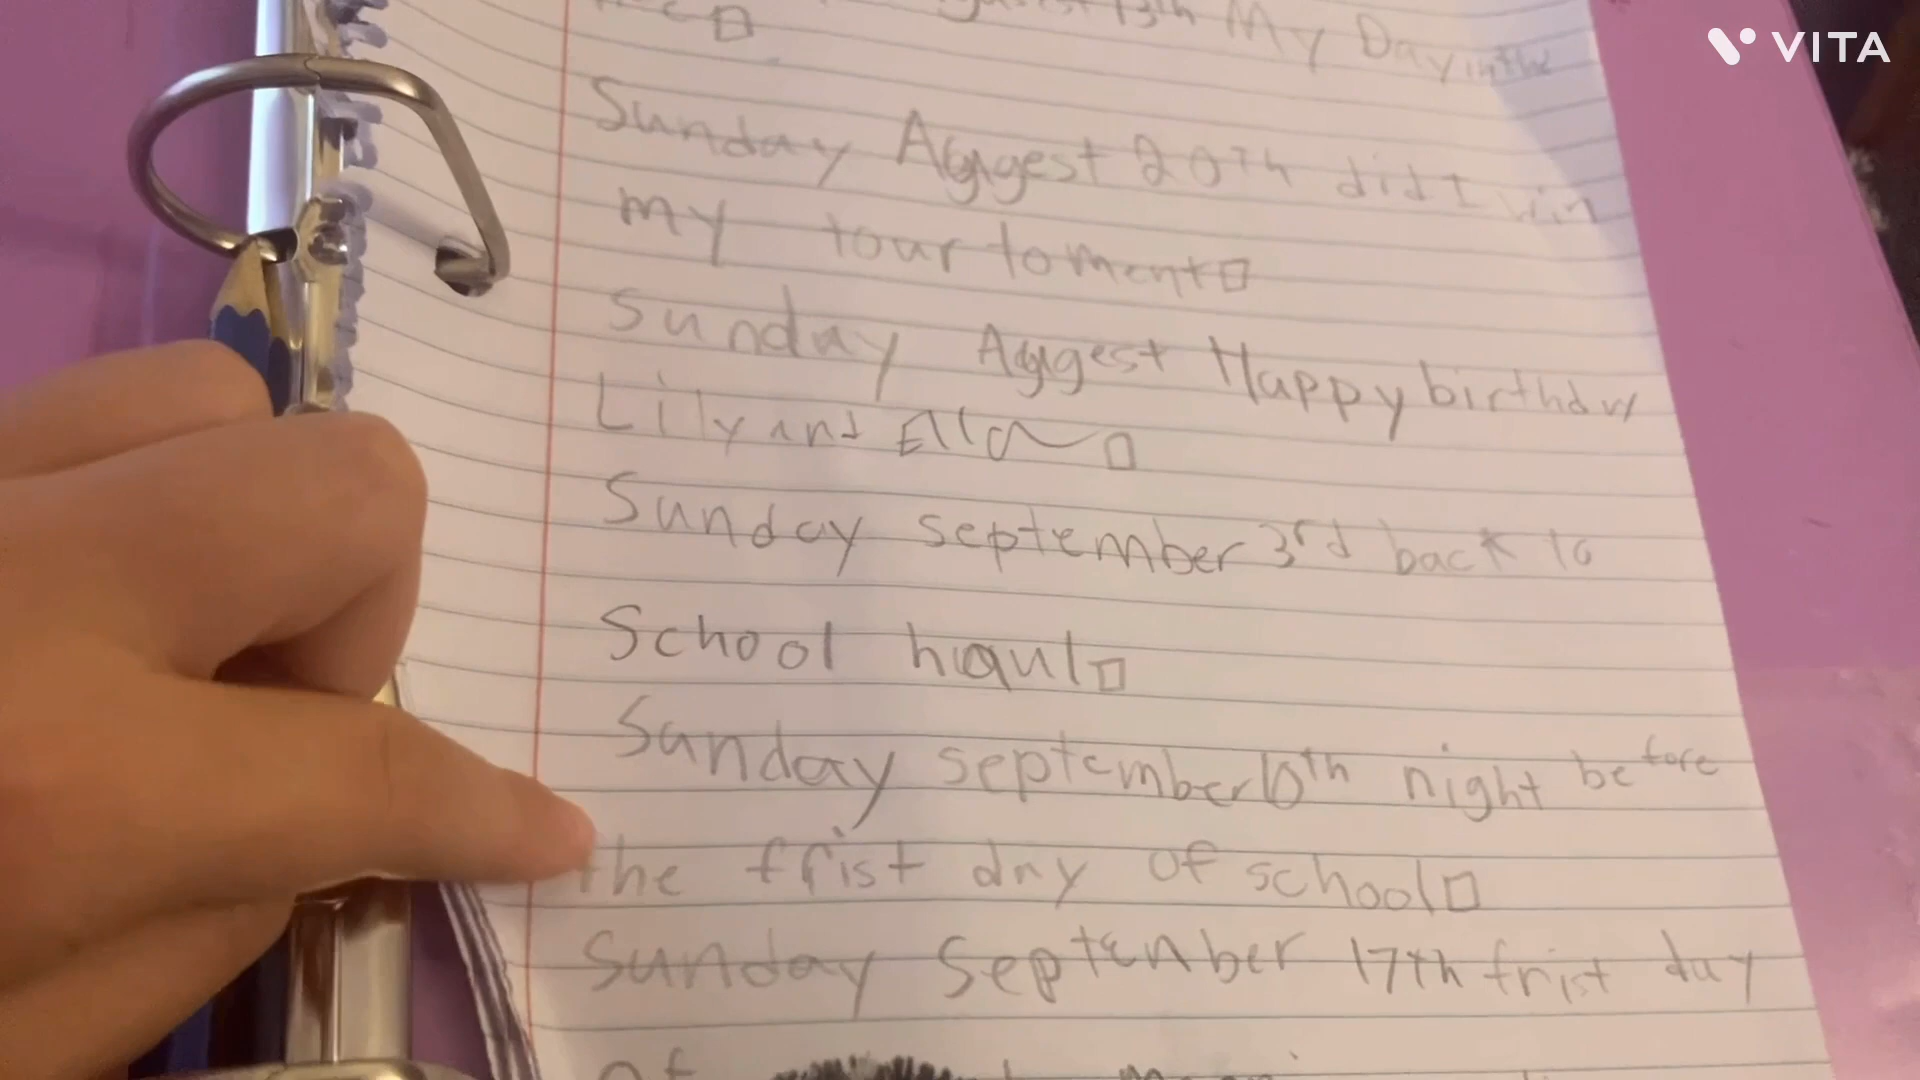 13th My Day in the
VITA
Sunday Aggest 20th did I win
my tourtoment
Sunday Aggest Happy birthday
Lily and Ella
Sunday september 3rd back to
School haul
Sunday september 10th night before
the frist day of school
Sunday September 17th frist day
of